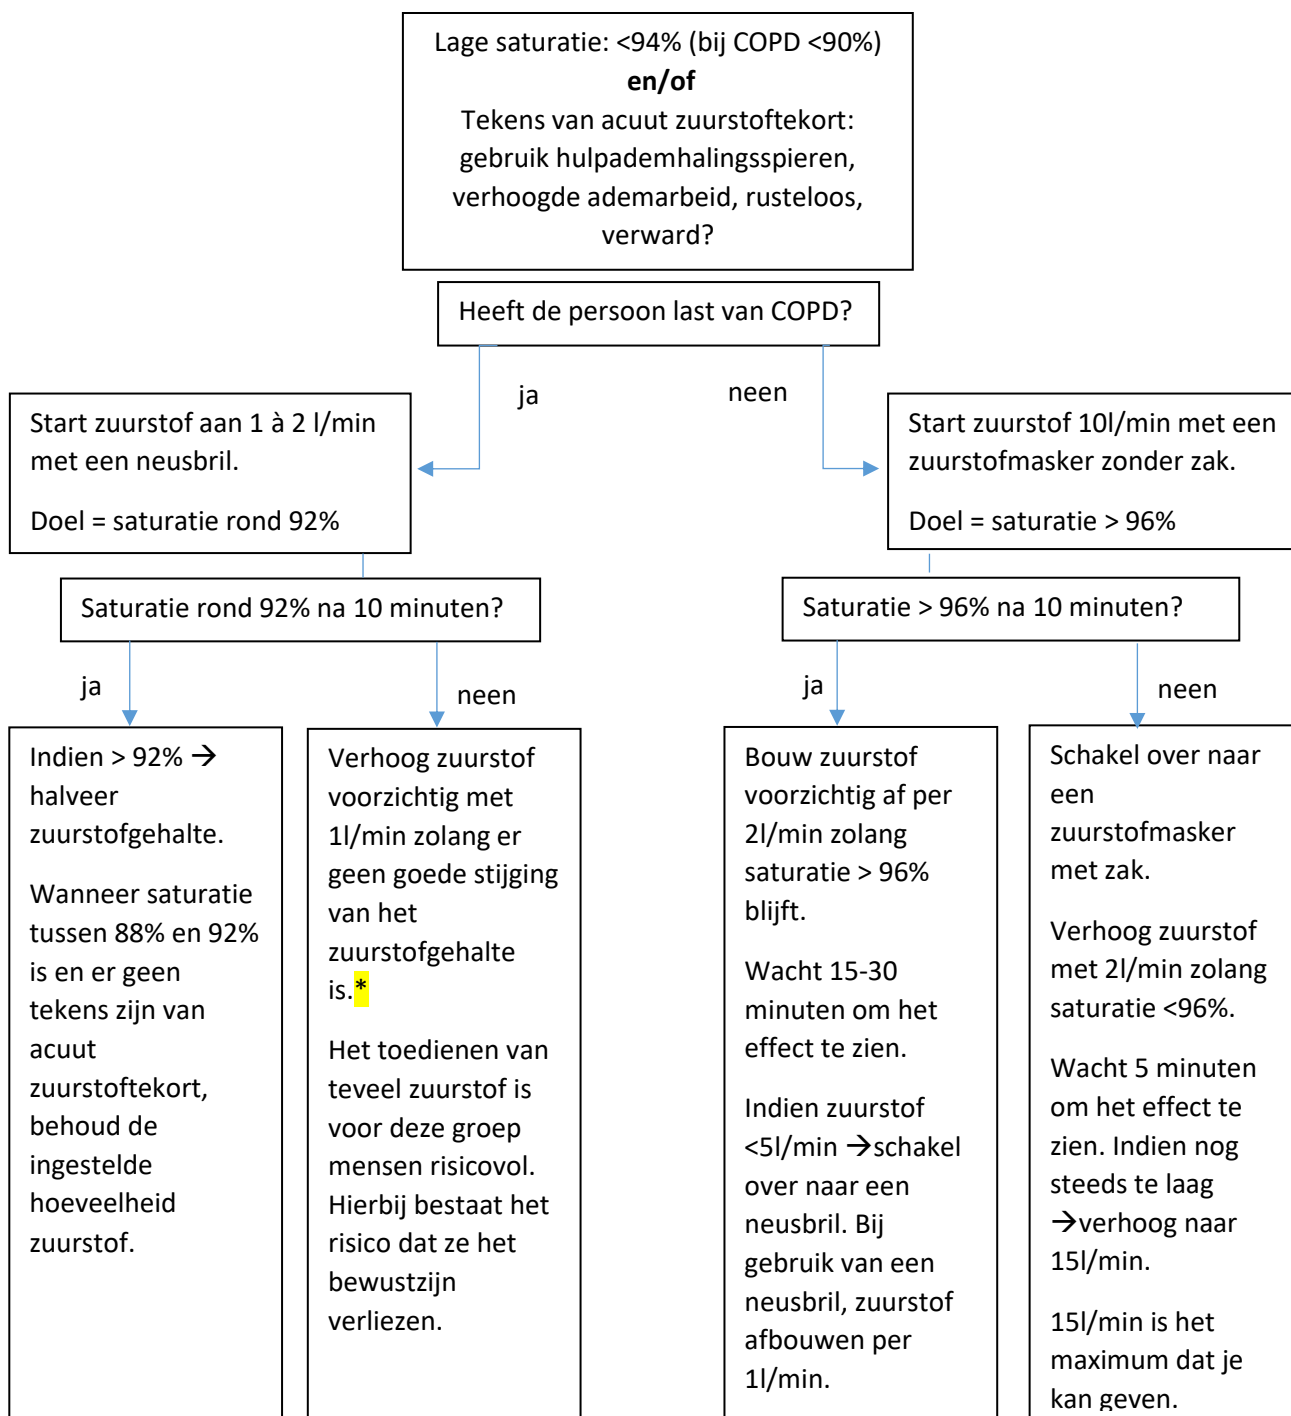 Lage saturatie: <94% (bij COPD <90%)
en/of
Tekens van acuut zuurstoftekort:
gebruik hulpademhalingsspieren,
verhoogde ademarbeid, rusteloos,
verward?
Heeft de persoon last van COPD?
ja
neen
Start zuurstof aan 1 à 2 l/min
met een neusbril.
Doel = saturatie rond 92%
Start zuurstof 10l/min met een
zuurstofmasker zonder zak.
Doel = saturatie > 96%
Saturatie rond 92% na 10 minuten?
Saturatie > 96% na 10 minuten?
ja
neen
ja
neen
Indien > 92% →
halveer
zuurstofgehalte.
Wanneer saturatie
tussen 88% en 92%
is en er geen
tekens zijn van
acuut
zuurstoftekort,
behoud de
ingestelde
hoeveelheid
zuurstof.
Verhoog zuurstof
voorzichtig met
1l/min zolang er
geen goede stijging
van het
zuurstofgehalte
is.*
Het toedienen van
teveel zuurstof is
voor deze groep
mensen risicovol.
Hierbij bestaat het
risico dat ze het
bewustzijn
verliezen.
Bouw zuurstof
voorzichtig af per
2l/min zolang
saturatie > 96%
blijft.
Wacht 15-30
minuten om het
effect te zien.
Indien zuurstof
<5l/min →schakel
over naar een
neusbril. Bij
gebruik van een
neusbril, zuurstof
afbouwen per
1l/min.
Schakel over naar
een
zuurstofmasker
met zak.
Verhoog zuurstof
met 2l/min zolang
saturatie <96%.
Wacht 5 minuten
om het effect te
zien. Indien nog
steeds te laag
→verhoog naar
15l/min.
15l/min is het
maximum dat je
kan geven.